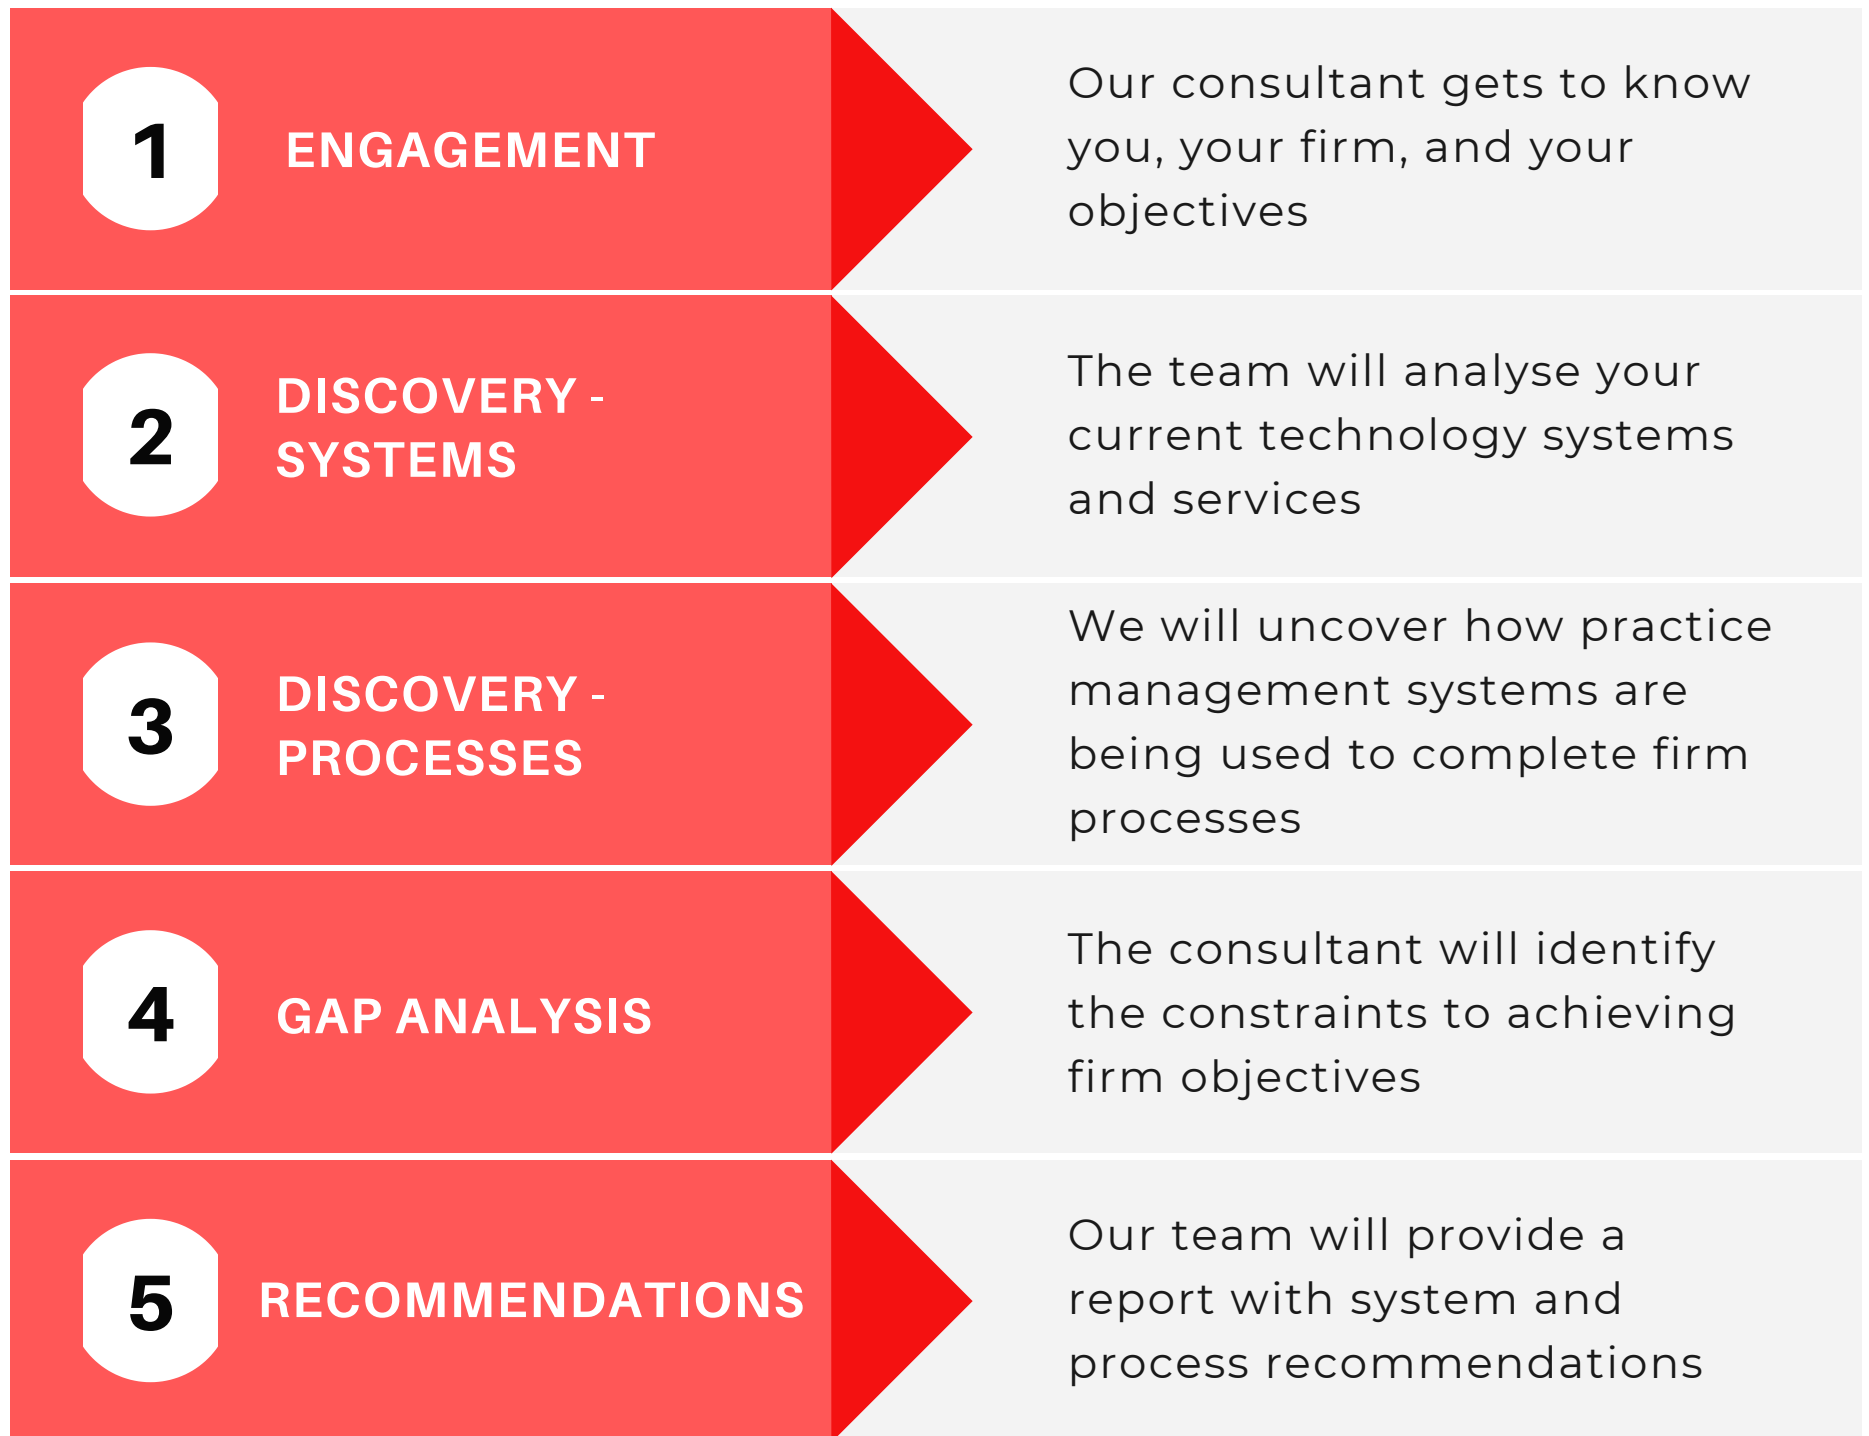 1
ENGAGEMENT
Our consultant gets to know
you, your firm, and your
objectives
2
DISCOVERY -
SYSTEMS
The team will analyse your
current technology systems
and services
3
DISCOVERY -
PROCESSES
We will uncover how practice
management systems are
being used to complete firm
processes
4
GAP ANALYSIS
The consultant will identify
the constraints to achieving
firm objectives
5
RECOMMENDATIONS
Our team will provide a
report with system and
process recommendations